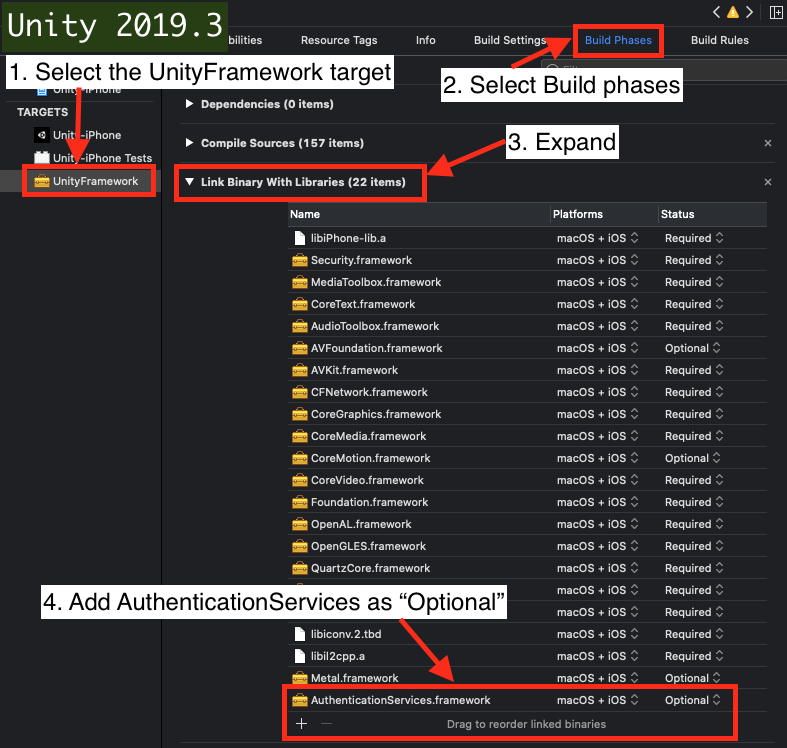 Unity 2019.3
bilities
Resource Tags
Info
Build Settings
Build Phases
Build Rules
1. Select the UnityFramework target
2. Select Build phases
Unity-iPhone
TARGETS
Unity-iPhone
Unity-iPhone Tests
UnityFramework
Dependencies (0 items)
Compile Sources (157 items)
3. Expand
Link Binary With Libraries (22 items)
Name Platforms Status
libiPhone-lib.a macOS + iOS Required
Security.framework macOS + iOS Required
MediaToolbox.framework macOS + iOS Required
CoreText.framework macOS + iOS Required
AudioToolbox.framework macOS + iOS Required
AVFoundation.framework macOS + iOS Optional
AVKit.framework macOS + iOS Required
CFNetwork.framework macOS + iOS Required
CoreGraphics.framework macOS + iOS Required
CoreMedia.framework macOS + iOS Required
CoreMotion.framework macOS + iOS Optional
CoreVideo.framework macOS + iOS Required
Foundation.framework macOS + iOS Required
OpenAL.framework macOS + iOS Required
OpenGLES.framework macOS + iOS Required
QuartzCore.framework macOS + iOS Required
macOS + iOS Required
4. Add AuthenticationServices as “Optional”
macOS + iOS Required
libiconv.2.tbd macOS + iOS Required
libil2cpp.a macOS + iOS Required
Metal.framework macOS + iOS Optional
AuthenticationServices.framework macOS + iOS Optional
Drag to reorder linked binaries